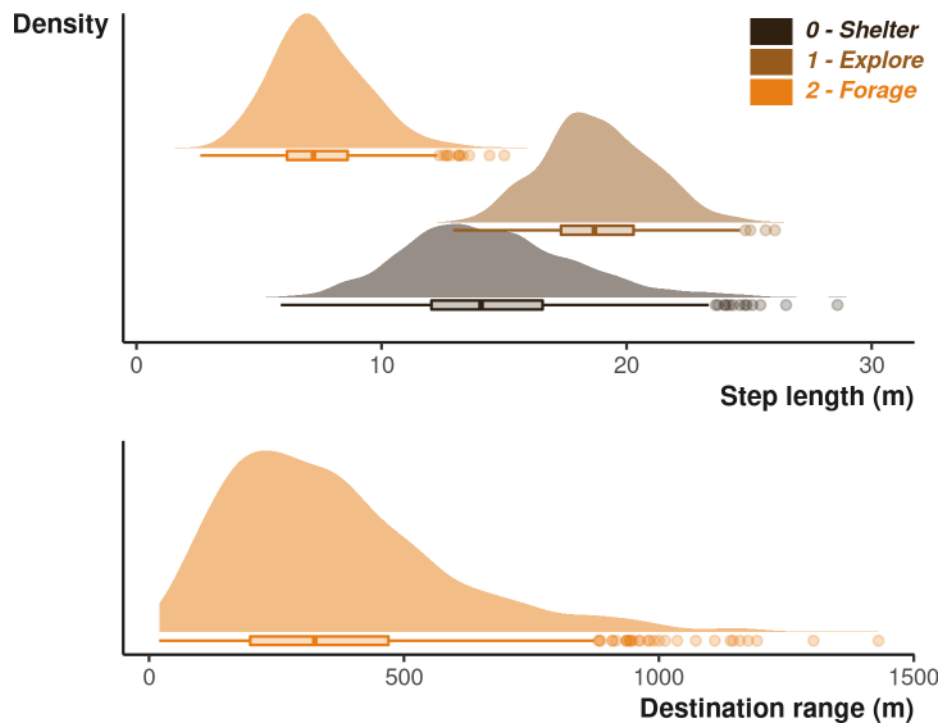 Density
0 - Shelter
1 - Explore
2 - Forage
0 10 20 30
Step length (m)
0 500 1000 1500
Destination range (m)